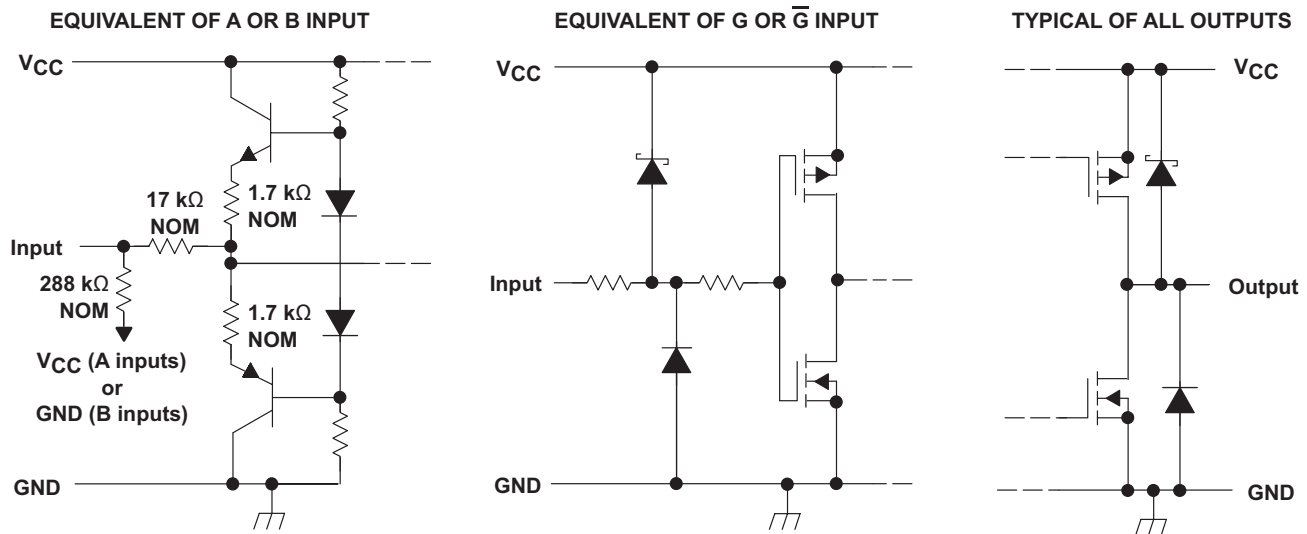 EQUIVALENT OF A OR B INPUT
VCC
17 kΩ
NOM
1.7 kΩ
NOM
Input
288 kΩ
NOM
1.7 kΩ
NOM
VCC (A inputs)
or
GND (B inputs)
GND
EQUIVALENT OF G OR G̅ INPUT
VCC
Input
GND
TYPICAL OF ALL OUTPUTS
VCC
Output
GND